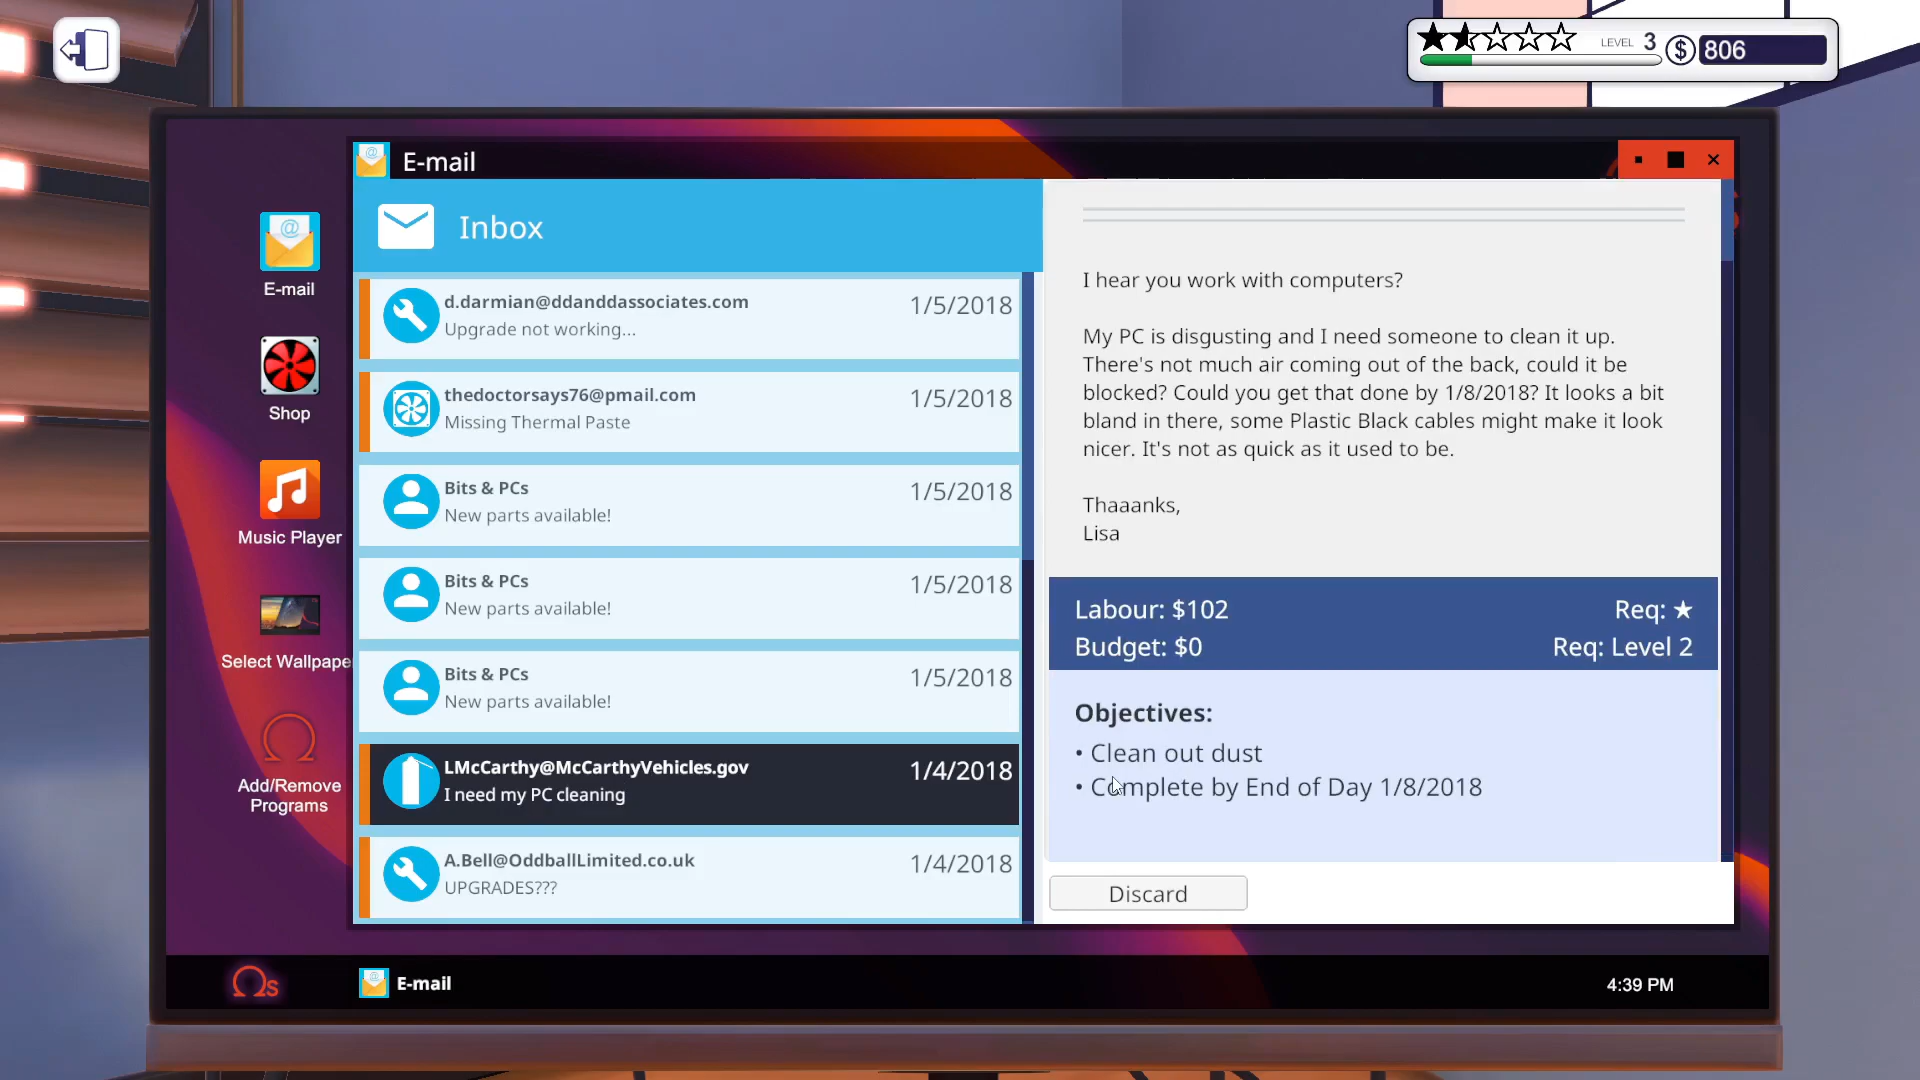 LEVEL 3
$ 806
E-mail
Inbox
d.darmian@ddanddassociates.com 1/5/2018
Upgrade not working...
thedoctorsays76@pmail.com 1/5/2018
Missing Thermal Paste
Bits & PCs 1/5/2018
New parts available!
Bits & PCs 1/5/2018
New parts available!
Bits & PCs 1/5/2018
New parts available!
LMcCarthy@McCarthyVehicles.gov 1/4/2018
I need my PC cleaning
A.Bell@OddballLimited.co.uk 1/4/2018
UPGRADES???
I hear you work with computers?
My PC is disgusting and I need someone to clean it up.
There's not much air coming out of the back, could it be
blocked? Could you get that done by 1/8/2018? It looks a bit
bland in there, some Plastic Black cables might make it look
nicer. It's not as quick as it used to be.
Thaaanks,
Lisa
Labour: $102 Req: ★
Budget: $0 Req: Level 2
Objectives:
• Clean out dust
• Complete by End of Day 1/8/2018
Discard
E-mail
Shop
Music Player
Select Wallpape
Add/Remove
Programs
Ωs
E-mail
4:39 PM